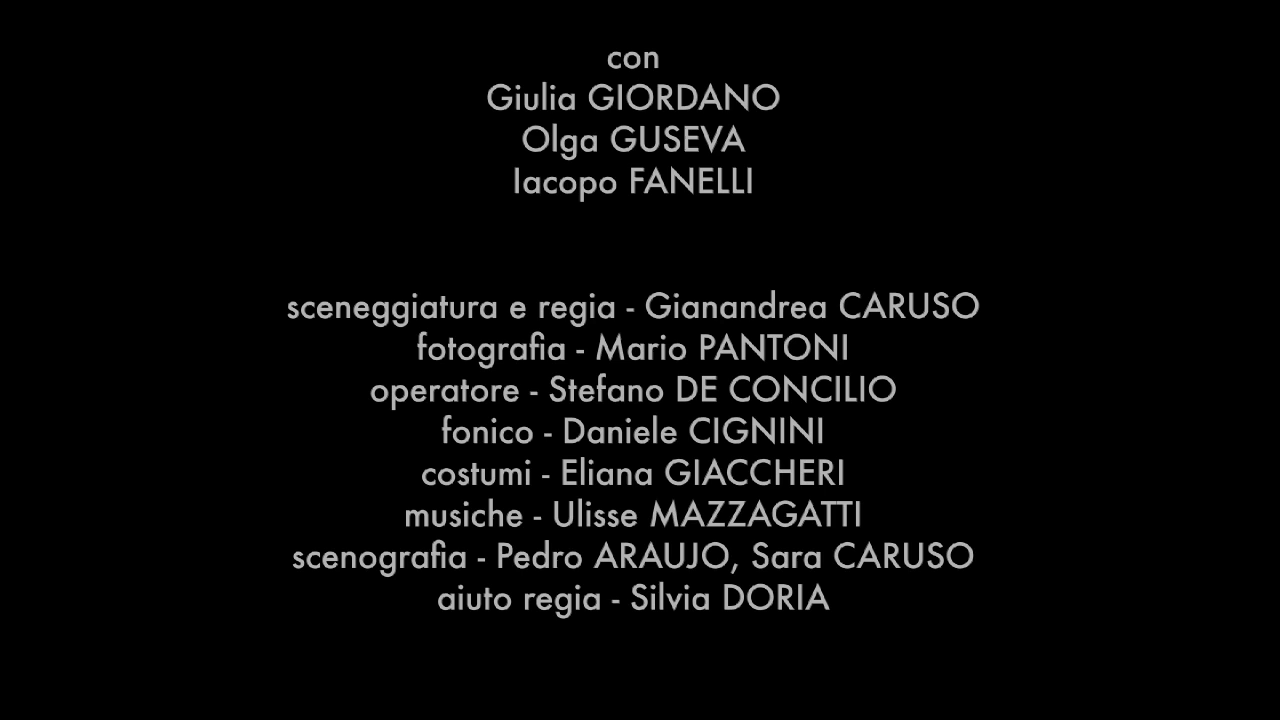 con
Giulia GIORDANO
Olga GUSEVA
Iacopo FANELLI
sceneggiatura e regia - Gianandrea CARUSO
fotografia - Mario PANTONI
operatore - Stefano DE CONCILIO
fonico - Daniele CIGNINI
costumi - Eliana GIACCHERI
musiche - Ulisse MAZZAGATTI
scenografia - Pedro ARAUJO, Sara CARUSO
aiuto regia - Silvia DORIA